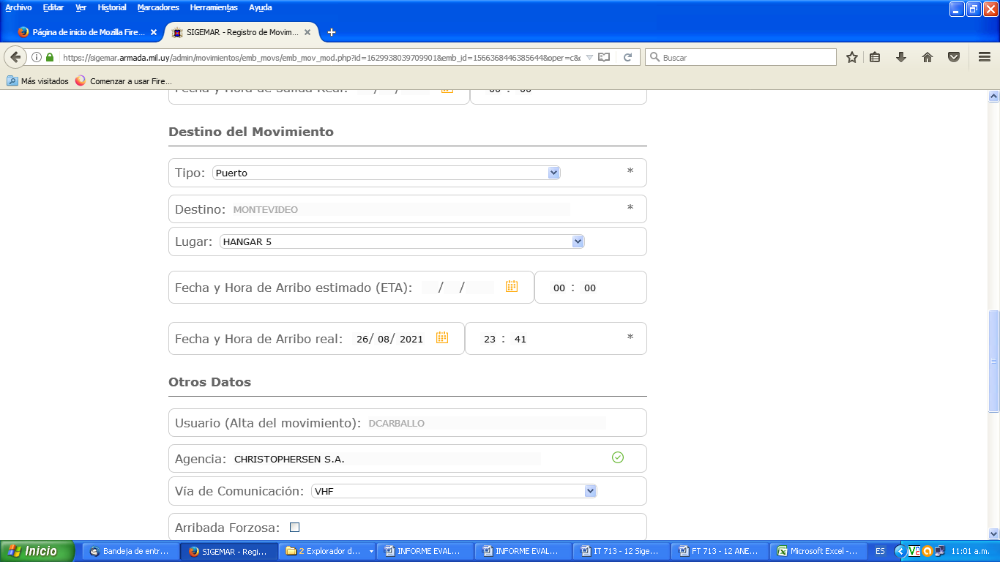 Archivo Editar Ver Historial Marcadores Herramientas Ayuda
Página de inicio de Mozilla Fire... × SIGEMAR - Registro de Movim... × +
https://sigemar.armada.mil.uy/admin/movimientos/emb_movs/emb_mov_mod.php?id=1629938039709901&emb_id=1566368446385644&oper=c& Buscar
Más visitados Comenzar a usar Fire...
Fecha y Hora de Salida Real: / / 00 : 00
Destino del Movimiento
Tipo: Puerto *
Destino: MONTEVIDEO *
Lugar: HANGAR 5
Fecha y Hora de Arribo estimado (ETA): / / 00 : 00
Fecha y Hora de Arribo real: 26/ 08/ 2021 23 : 41 *
Otros Datos
Usuario (Alta del movimiento): DCARBALLO
Agencia: CHRISTOPHERSEN S.A.
Vía de Comunicación: VHF
Arribada Forzosa:
Inicio Bandeja de entr... SIGEMAR - Regi... 2 Explorador d... INFORME EVAL... INFORME EVAL... IT 713 - 12 Sige... FT 713 - 12 ANE... Microsoft Excel -... ES 11:01 a.m.